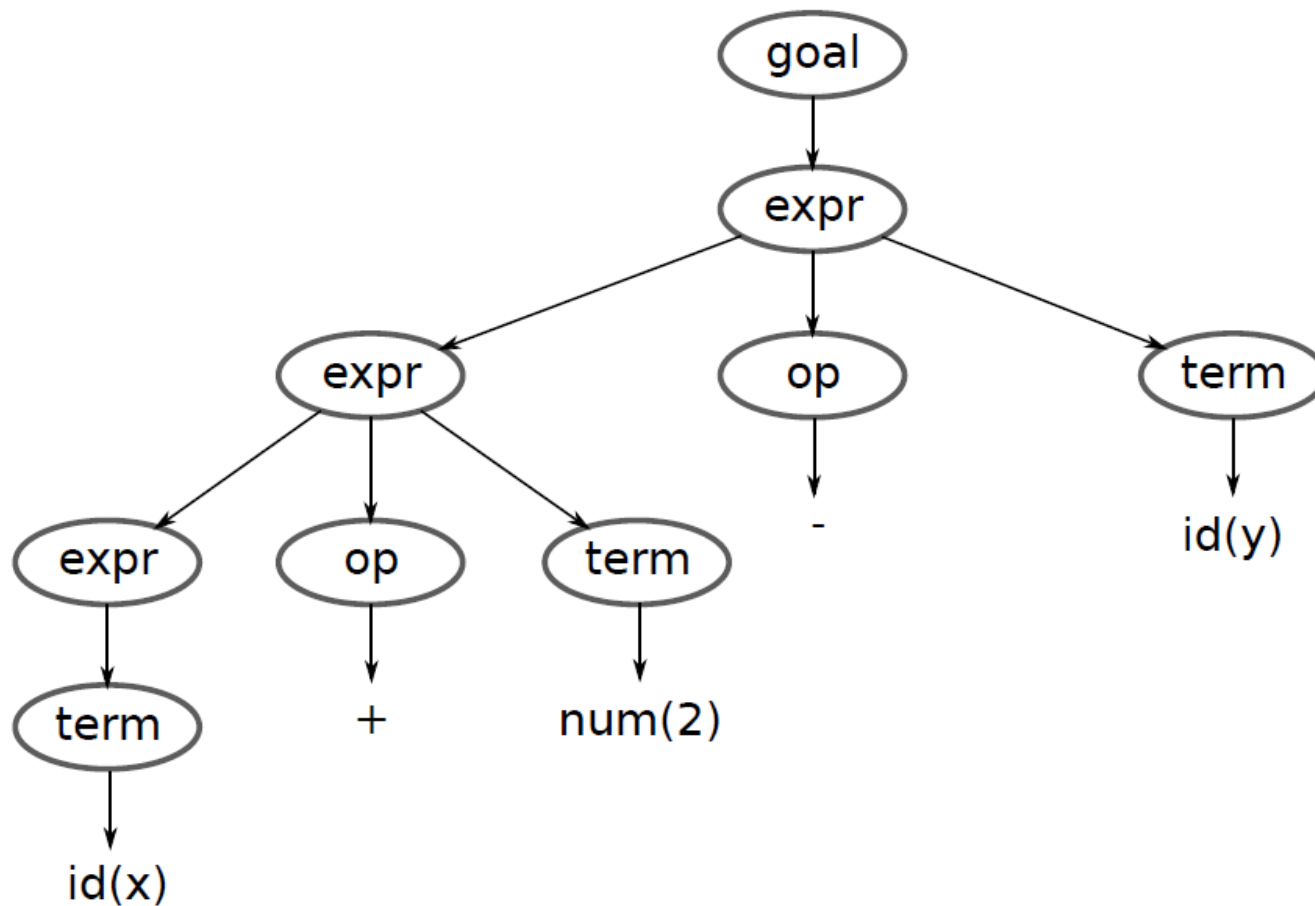 goal
expr
expr
op
term
-
id(y)
expr
op
term
term
+
num(2)
id(x)